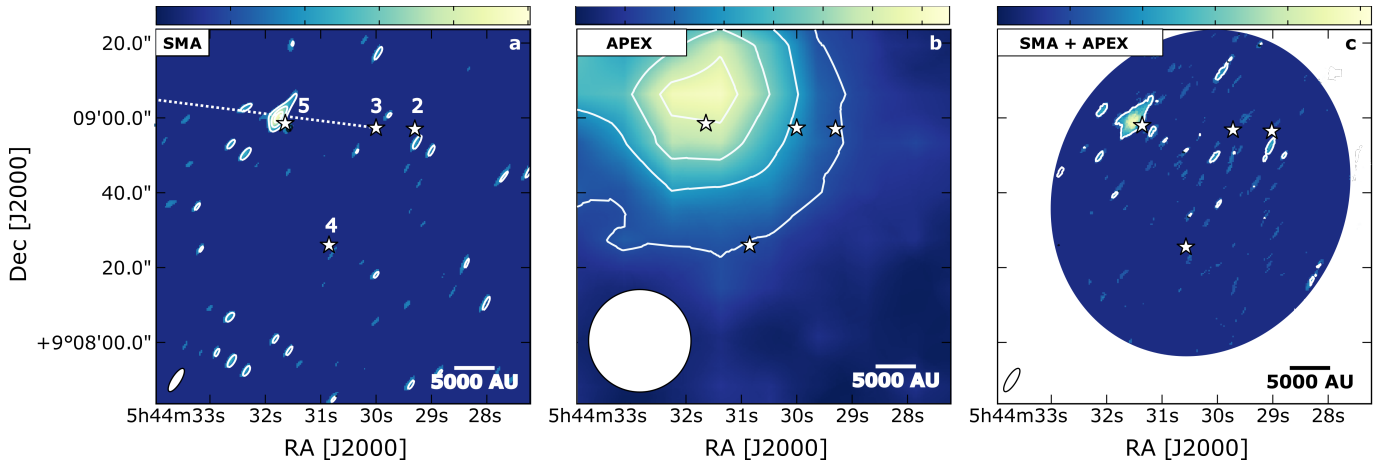 SMA
a
5
3
2
4
5000 AU
20.0"
09'00.0"
40.0"
20.0"
+9°08'00.0"
Dec [J2000]
5h44m33s
32s
31s
30s
29s
28s
RA [J2000]
APEX
b
5000 AU
5h44m33s
32s
31s
30s
29s
28s
RA [J2000]
SMA + APEX
c
5000 AU
5h44m33s
32s
31s
30s
29s
28s
RA [J2000]